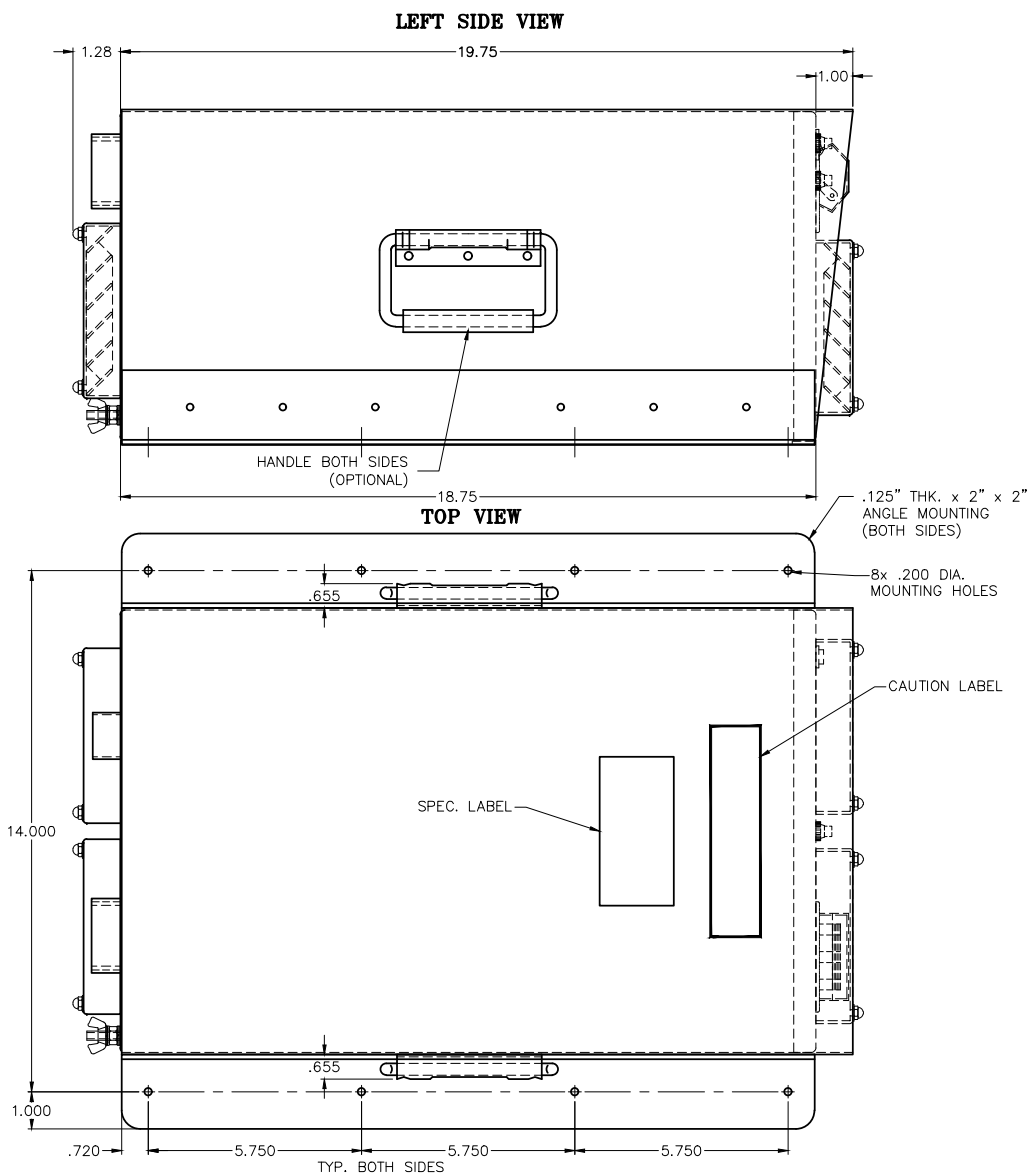 LEFT SIDE VIEW
1.28
19.75
1.00
HANDLE BOTH SIDES
(OPTIONAL)
18.75
TOP VIEW
.125” THK. x 2” x 2”
ANGLE MOUNTING
(BOTH SIDES)
8x .200 DIA.
MOUNTING HOLES
.655
CAUTION LABEL
SPEC. LABEL
14.000
.655
1.000
.720
5.750
5.750
5.750
TYP. BOTH SIDES